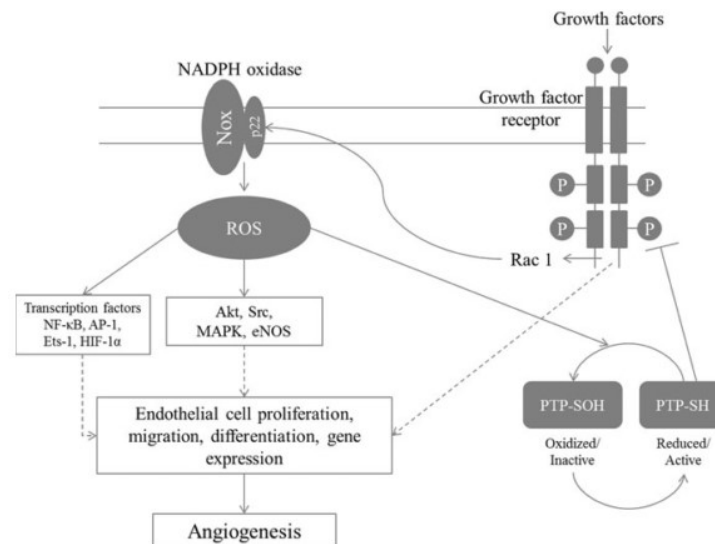 Growth factors
NADPH oxidase
Growth factor
receptor
Nox
p22
P
P
P
P
ROS
Rac 1
Transcription factors
NF-κB, AP-1,
Ets-1, HIF-1α
Akt, Src,
MAPK, eNOS
Endothelial cell proliferation,
migration, differentiation, gene
expression
PTP-SOH
PTP-SH
Oxidized/
Inactive
Reduced/
Active
Angiogenesis